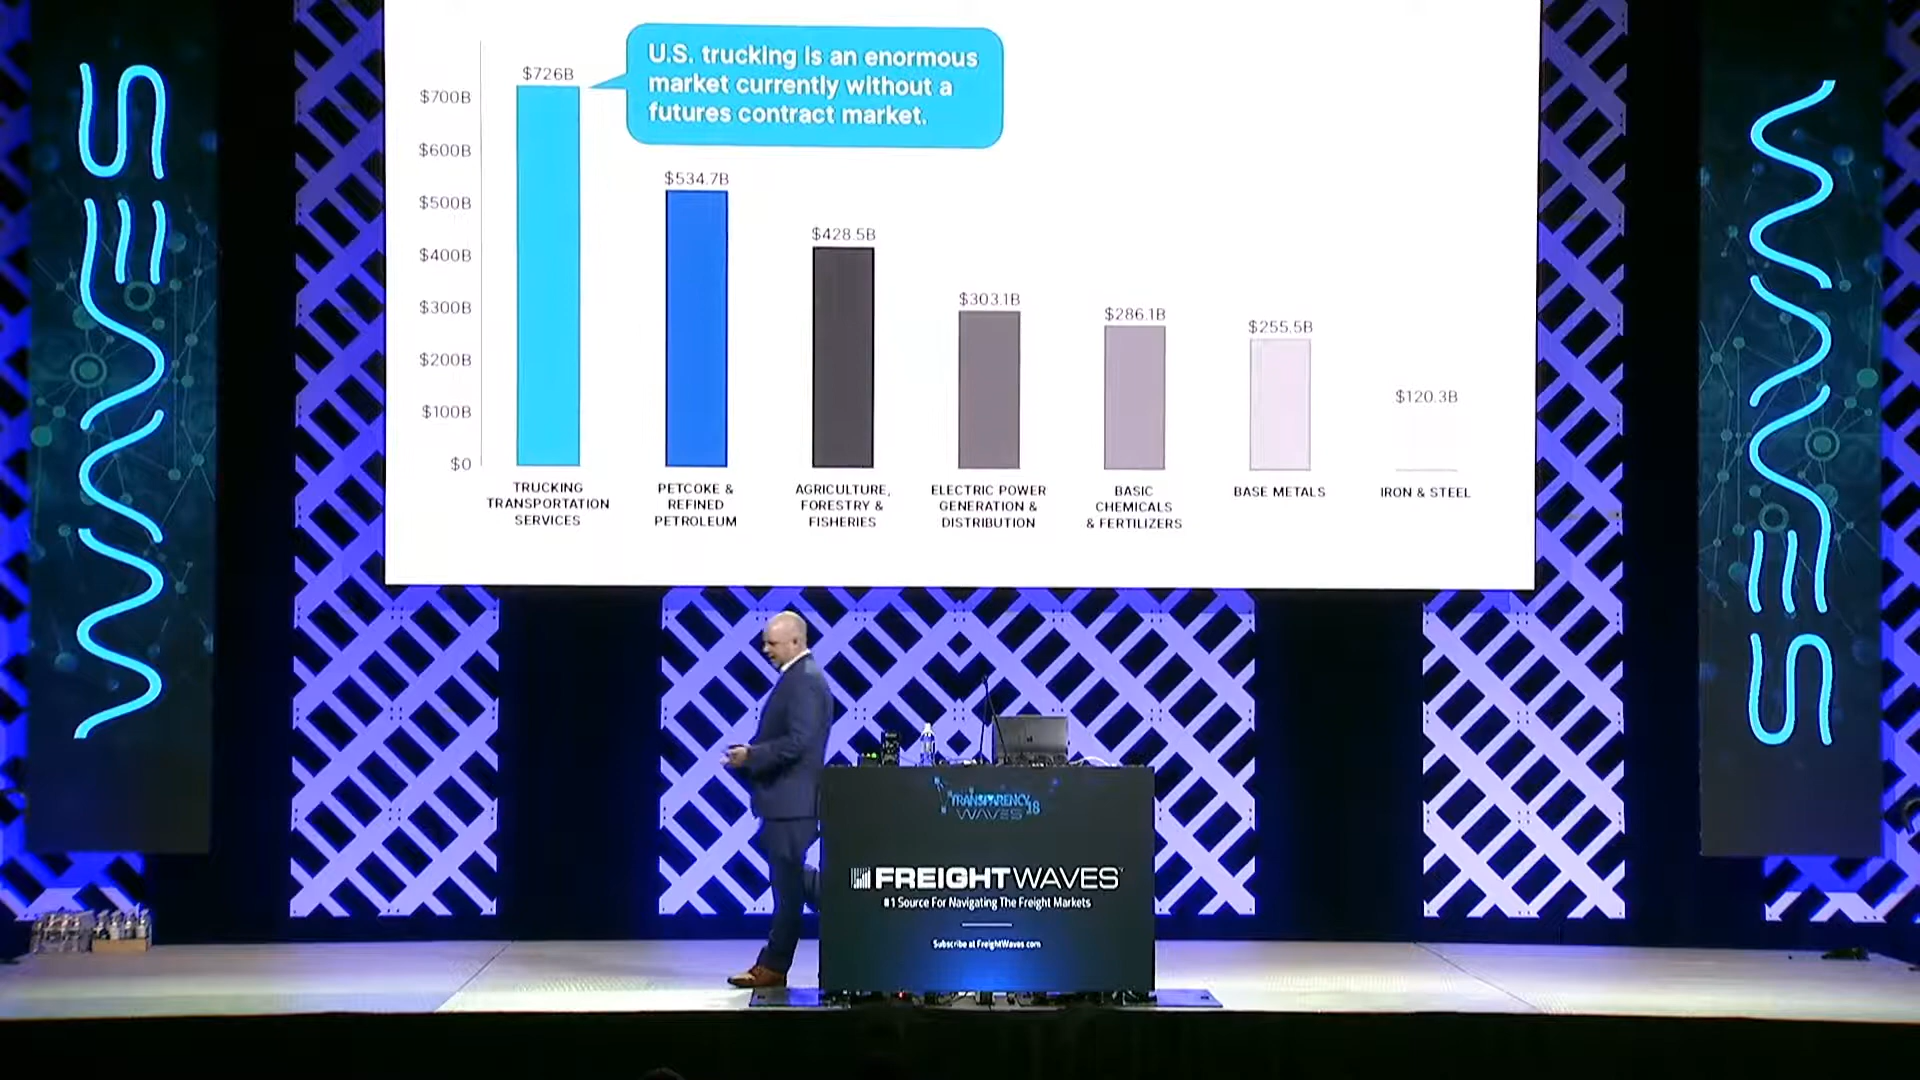 U.S. trucking is an enormous
market currently without a
futures contract market.
$726B
$534.7B
$428.5B
$303.1B
$286.1B
$255.5B
$120.3B
$700B
$600B
$500B
$400B
$300B
$200B
$100B
$0
TRUCKING
TRANSPORTATION
SERVICES
PETCOKE &
REFINED
PETROLEUM
AGRICULTURE,
FORESTRY &
FISHERIES
ELECTRIC POWER
GENERATION &
DISTRIBUTION
BASIC
CHEMICALS
& FERTILIZERS
BASE METALS
IRON & STEEL
WAVES
WAVES
TRANSPARENCY18
WAVES
FREIGHTWAVES
#1 Source For Navigating The Freight Markets
Subscribe at FreightWaves.com